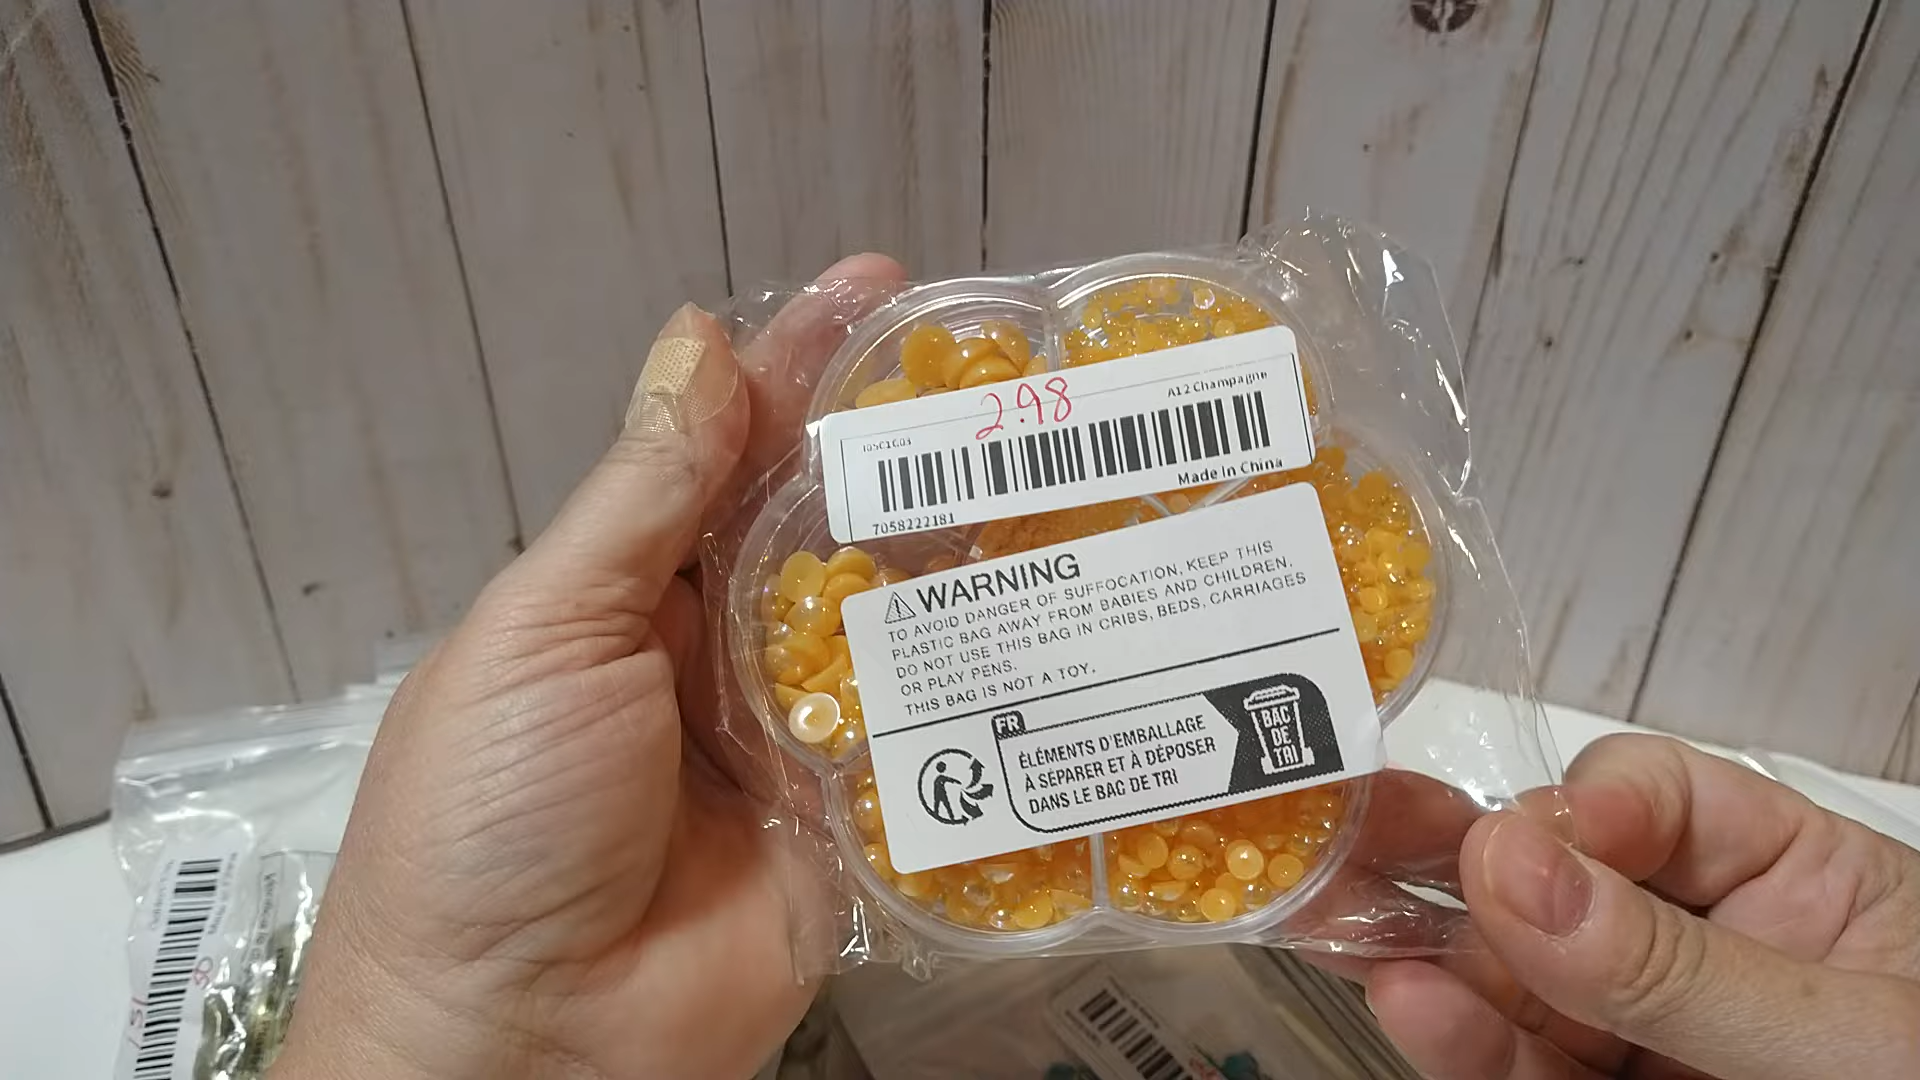 2.98
A12 Champagne
Made In China
7058222181
WARNING
TO AVOID DANGER OF SUFFOCATION, KEEP THIS
PLASTIC BAG AWAY FROM BABIES AND CHILDREN.
DO NOT USE THIS BAG IN CRIBS, BEDS, CARRIAGES
OR PLAY PENS.
THIS BAG IS NOT A TOY.
FR
ÉLÉMENTS D'EMBALLAGE
À SÉPARER ET À DÉPOSER
DANS LE BAC DE TRI
BAC
DE
TRI